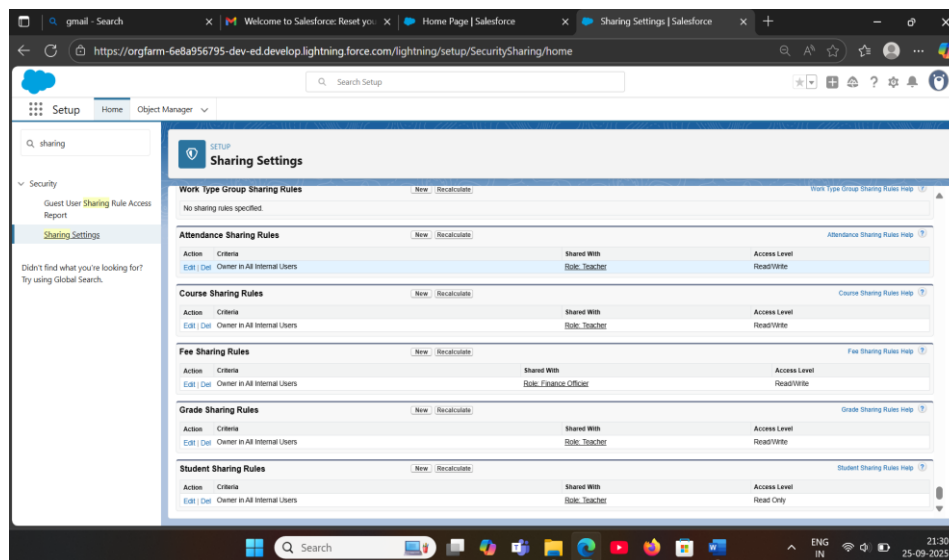 gmail - Search
Welcome to Salesforce: Reset you
Home Page | Salesforce
Sharing Settings | Salesforce
https://orgfarm-6e8a956795-dev-ed.develop.lightning.force.com/lightning/setup/SecuritySharing/home
Search Setup
Setup Home Object Manager
sharing
Security
Guest User Sharing Rule Access
Report
Sharing Settings
Didn't find what you're looking for?
Try using Global Search.
SETUP
Sharing Settings
Work Type Group Sharing Rules New Recalculate Work Type Group Sharing Rules Help ?
No sharing rules specified.
Attendance Sharing Rules New Recalculate Attendance Sharing Rules Help ?
Action Criteria Shared With Access Level
Edit | Del Owner in All Internal Users Role: Teacher Read/Write
Course Sharing Rules New Recalculate Course Sharing Rules Help ?
Action Criteria Shared With Access Level
Edit | Del Owner in All Internal Users Role: Teacher Read/Write
Fee Sharing Rules New Recalculate Fee Sharing Rules Help ?
Action Criteria Shared With Access Level
Edit | Del Owner in All Internal Users Role: Finance Officier Read/Write
Grade Sharing Rules New Recalculate Grade Sharing Rules Help ?
Action Criteria Shared With Access Level
Edit | Del Owner in All Internal Users Role: Teacher Read/Write
Student Sharing Rules New Recalculate Student Sharing Rules Help ?
Action Criteria Shared With Access Level
Edit | Del Owner in All Internal Users Role: Teacher Read Only
Search
ENG
IN
21:39
25-09-2025